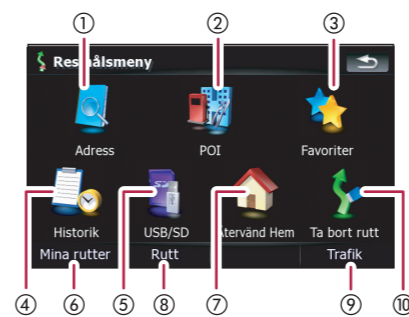 ① ② ③
Resmålsmeny
Adress POI Favoriter
Historik USB/SD Återvänd Hem Ta bort rutt
Mina rutter Rutt Trafik
④ ⑥ ⑤ ⑧ ⑦ ⑨ ⑩